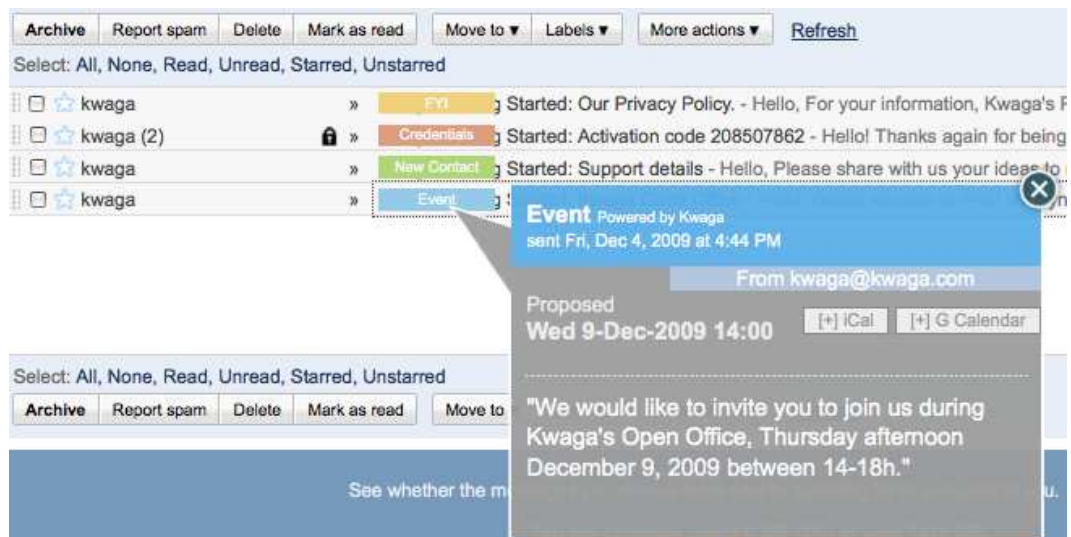 Archive Report spam Delete Mark as read Move to ▼ Labels ▼ More actions ▼ Refresh
Select: All, None, Read, Unread, Starred, Unstarred
kwaga » FYI g Started: Our Privacy Policy. - Hello, For your information, Kwaga's
kwaga (2) » Credentials g Started: Activation code 208507862 - Hello! Thanks again for being
kwaga » New Contact g Started: Support details - Hello, Please share with us your ideas to
kwaga » Event g
Event Powered by Kwaga
sent Fri, Dec 4, 2009 at 4:44 PM
From kwaga@kwaga.com
Proposed
Wed 9-Dec-2009 14:00 [+] iCal [+] G Calendar
"We would like to invite you to join us during
Kwaga's Open Office, Thursday afternoon
December 9, 2009 between 14-18h."
Select: All, None, Read, Unread, Starred, Unstarred
Archive Report spam Delete Mark as read Move to
See whether the